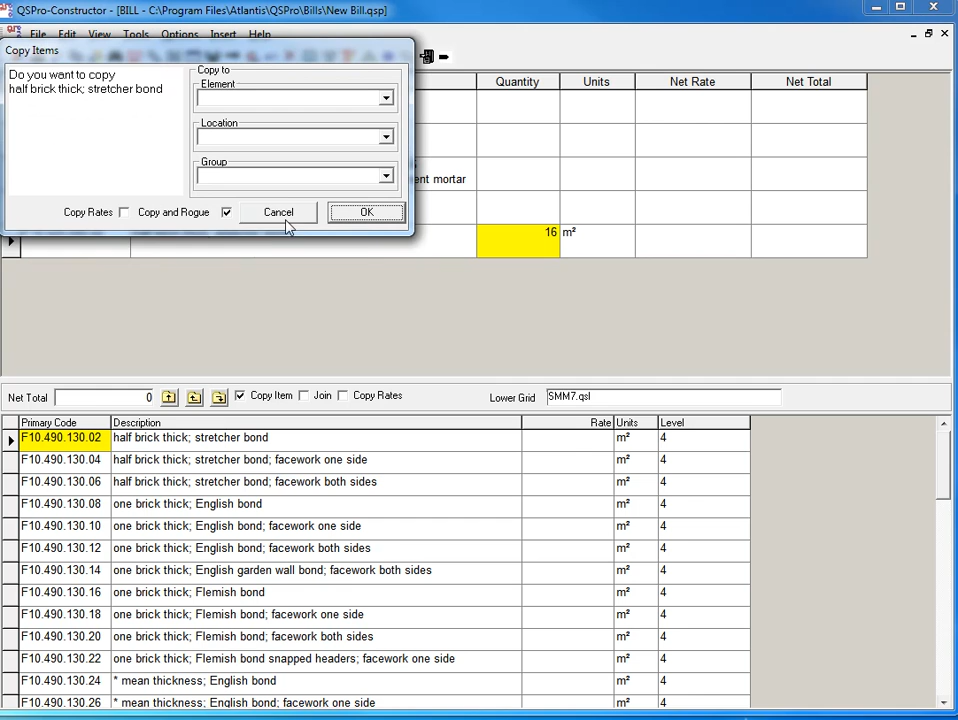 QSPro-Constructor - [BILL - C:\Program Files\Atlantis\QSPro\Bills\New Bill.qsp]
File Edit View Tools Options Insert Help
Copy Items
Do you want to copy
half brick thick; stretcher bond
Copy to
Element
Location
Group
Copy Rates Copy and Rogue Cancel OK
Quantity Units Net Rate Net Total
ent mortar
16 m²
Net Total 0 Copy Item Join Copy Rates Lower Grid SMM7.qsl
Primary Code Description Rate Units Level
F10.490.130.02 half brick thick; stretcher bond m² 4
F10.490.130.04 half brick thick; stretcher bond; facework one side m² 4
F10.490.130.06 half brick thick; stretcher bond; facework both sides m² 4
F10.490.130.08 one brick thick; English bond m² 4
F10.490.130.10 one brick thick; English bond; facework one side m² 4
F10.490.130.12 one brick thick; English bond; facework both sides m² 4
F10.490.130.14 one brick thick; English garden wall bond; facework both sides m² 4
F10.490.130.16 one brick thick; Flemish bond m² 4
F10.490.130.18 one brick thick; Flemish bond; facework one side m² 4
F10.490.130.20 one brick thick; Flemish bond; facework both sides m² 4
F10.490.130.22 one brick thick; Flemish bond snapped headers; facework one side m² 4
F10.490.130.24 * mean thickness; English bond m² 4
F10.490.130.26 * mean thickness; English bond; facework one side m² 4